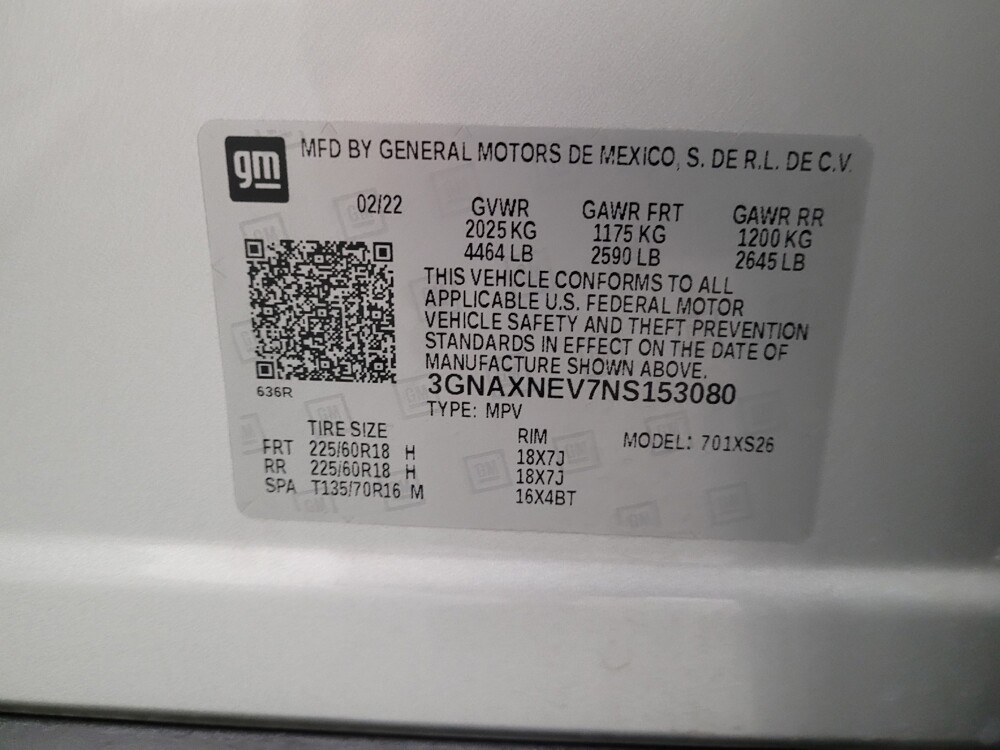 gm
MFD BY GENERAL MOTORS DE MEXICO, S. DE R.L. DE C.V.
02/22
GVWR GAWR FRT GAWR RR
2025 KG 1175 KG 1200 KG
4464 LB 2590 LB 2645 LB
THIS VEHICLE CONFORMS TO ALL
APPLICABLE U.S. FEDERAL MOTOR
VEHICLE SAFETY AND THEFT PREVENTION
STANDARDS IN EFFECT ON THE DATE OF
MANUFACTURE SHOWN ABOVE.
636R
3GNAXNEV7NS153080
TYPE: MPV
TIRE SIZE RIM MODEL: 701XS26
FRT 225/60R18 H 18X7J
RR 225/60R18 H 18X7J
SPA T135/70R16 M 16X4BT